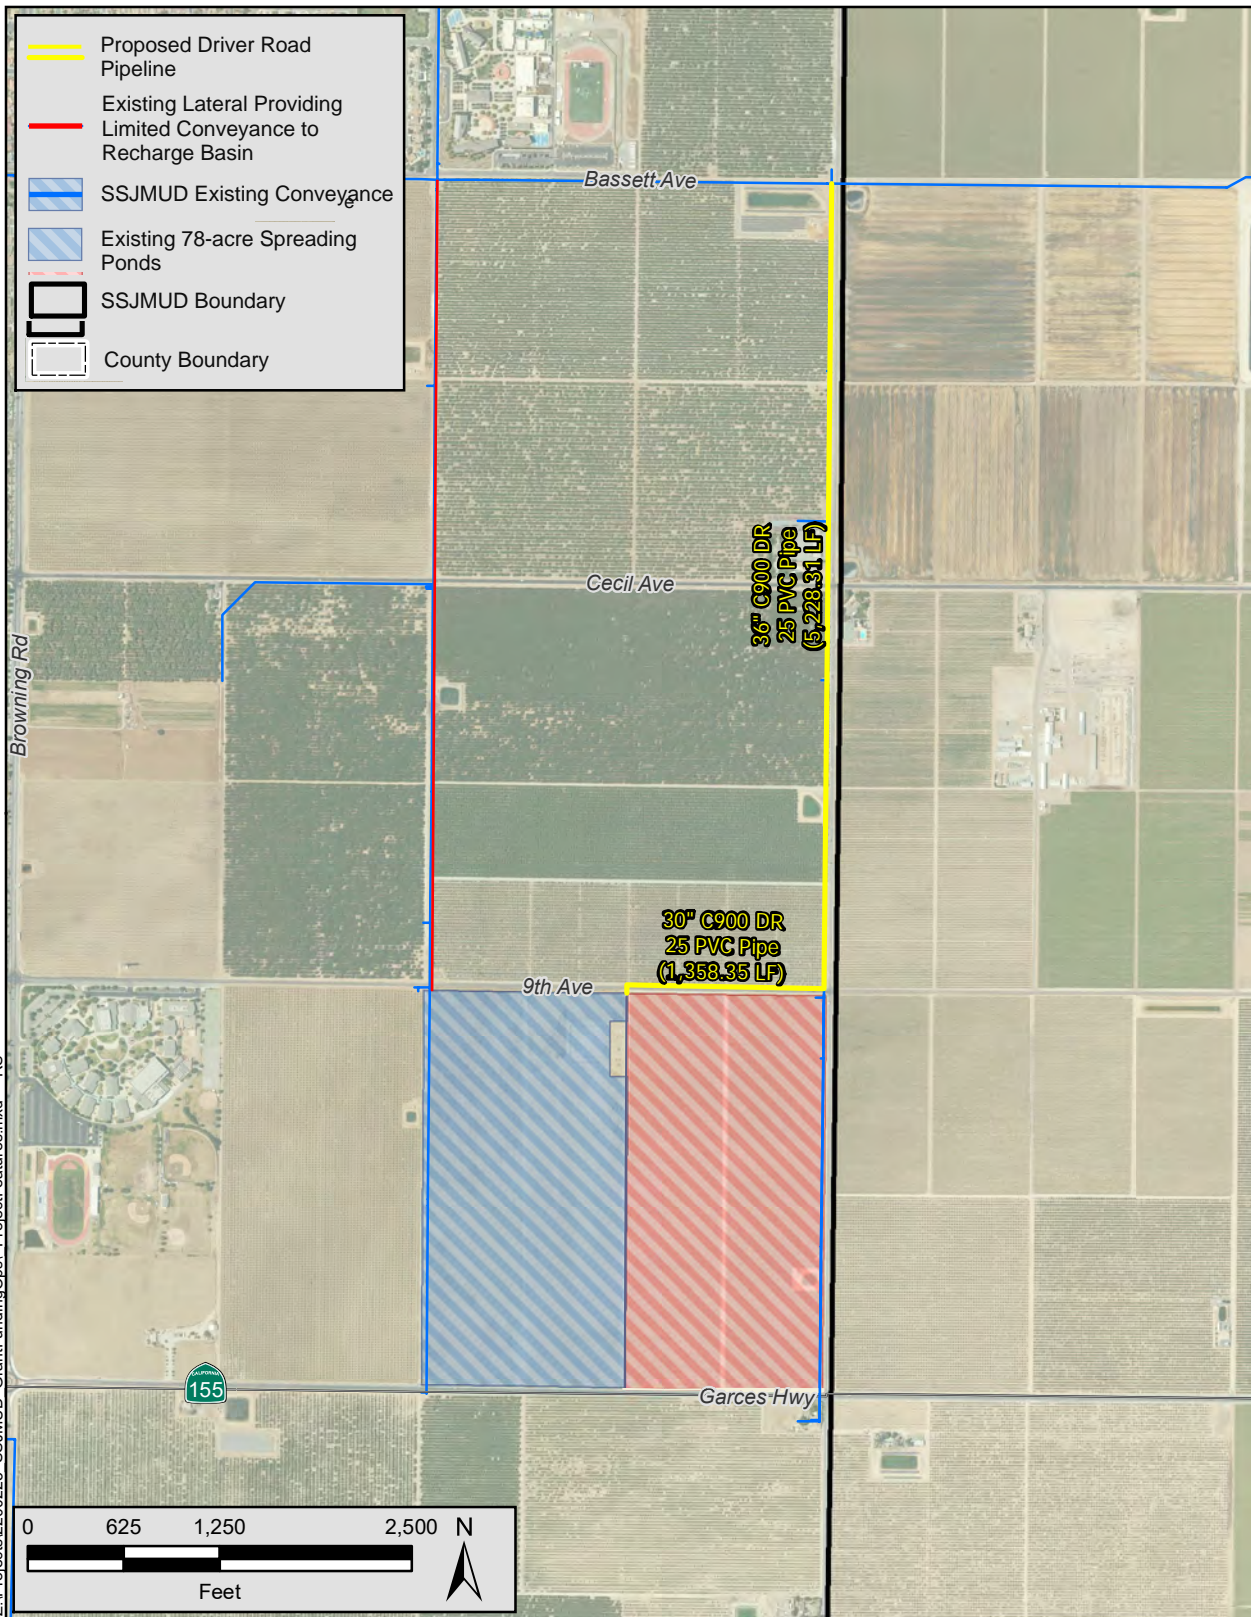 Proposed Driver Road
Pipeline
Existing Lateral Providing
Limited Conveyance to
Recharge Basin
SSJMUD Existing Conveyance
e
Existing 78-acre Spreading
Ponds
SSJMUD Boundary
County Boundary
Bassett Ave
36" C900 DR
25 PVC Pipe
(5,228.31 LF)
Cecil Ave
Browning Rd
30" C900 DR
25 PVC Pipe
(1,358.35 LF)
9th Ave
CALIFORNIA
155
Garces Hwy
0 625 1,250 2,500 N
Feet